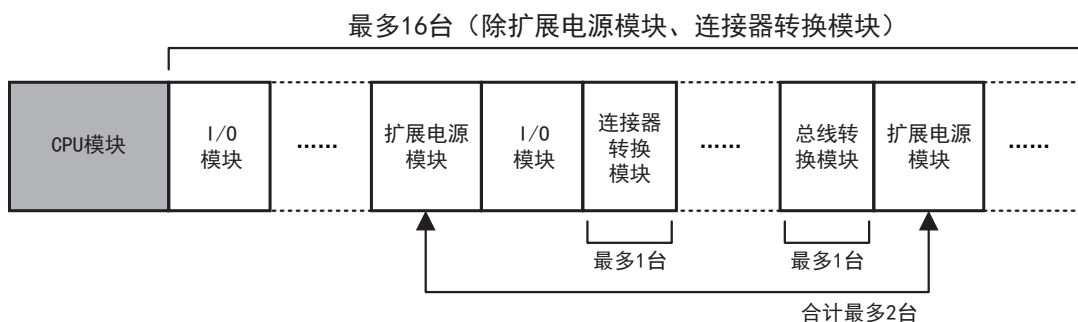 最多16台（除扩展电源模块、连接器转换模块）
CPU模块
I/O
模块
……
扩展电源
模块
I/O
模块
连接器
转换
模块
……
总线转
换模块
扩展电源
模块
……
最多1台
最多1台
合计最多2台